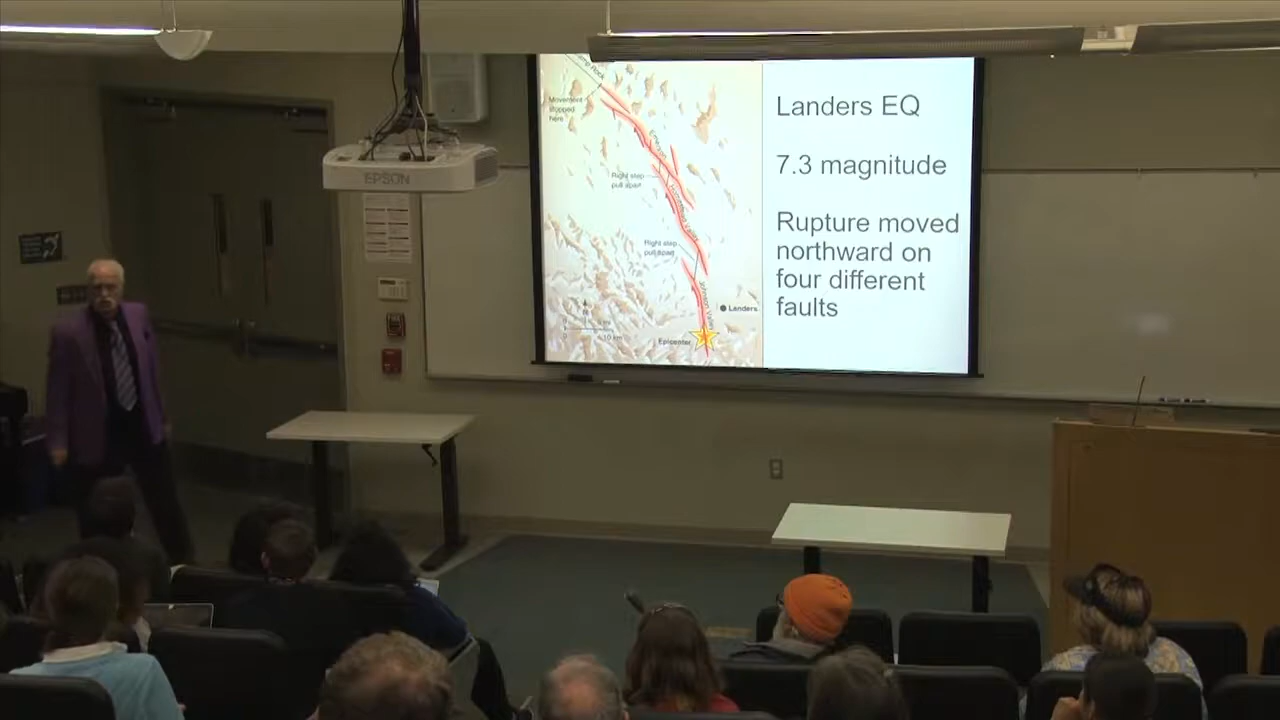 Movement
stopped
here
Right step
pull apart
Right step
pull apart
Landers
Epicenter
Landers EQ
7.3 magnitude
Rupture moved
northward on
four different
faults
EPSON